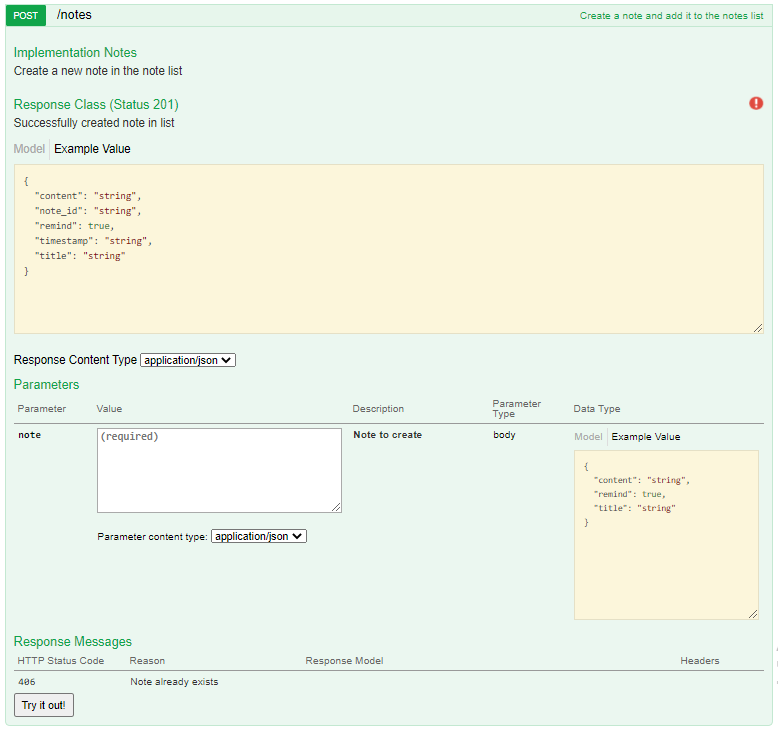 POST /notes Create a note and add it to the notes list
Implementation Notes
Create a new note in the note list
Response Class (Status 201)
Successfully created note in list
Model Example Value
{
"content": "string",
"note_id": "string",
"remind": true,
"timestamp": "string",
"title": "string"
}
Response Content Type application/json
Parameters
Parameter Value Description Parameter Type Data Type
note (required) Note to create body Model Example Value
{
"content": "string",
"remind": true,
"title": "string"
}
Parameter content type: application/json
Response Messages
HTTP Status Code Reason Response Model Headers
406 Note already exists
Try it out!